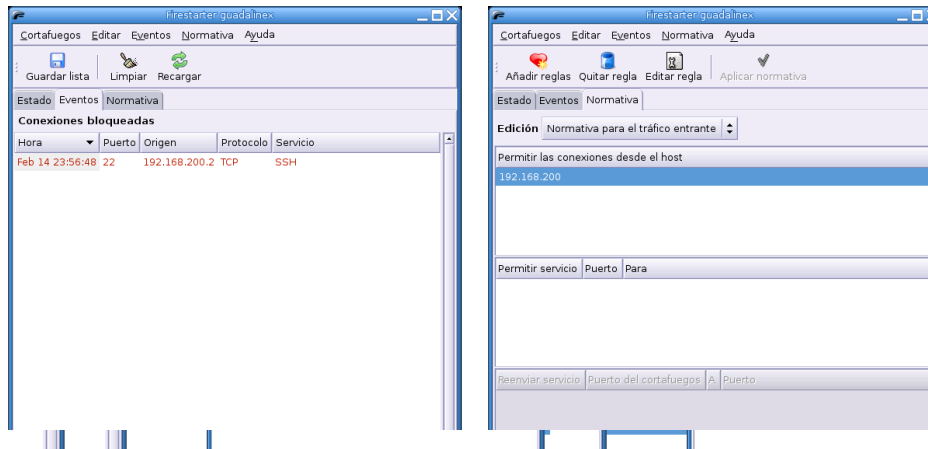 Firestarter guadalinex
Cortafuegos Editar Eventos Normativa Ayuda
Guardar lista Limpiar Recargar
Estado Eventos Normativa
Conexiones bloqueadas
Hora Puerto Origen Protocolo Servicio
Feb 14 23:56:48 22 192.168.200.2 TCP SSH
Firestarter guadalinex
Cortafuegos Editar Eventos Normativa Ayuda
Añadir reglas Quitar regla Editar regla Aplicar normativa
Estado Eventos Normativa
Edición Normativa para el tráfico entrante
Permitir las conexiones desde el host
192.168.200
Permitir servicio Puerto Para
Reenviar servicio Puerto del cortafuegos A Puerto